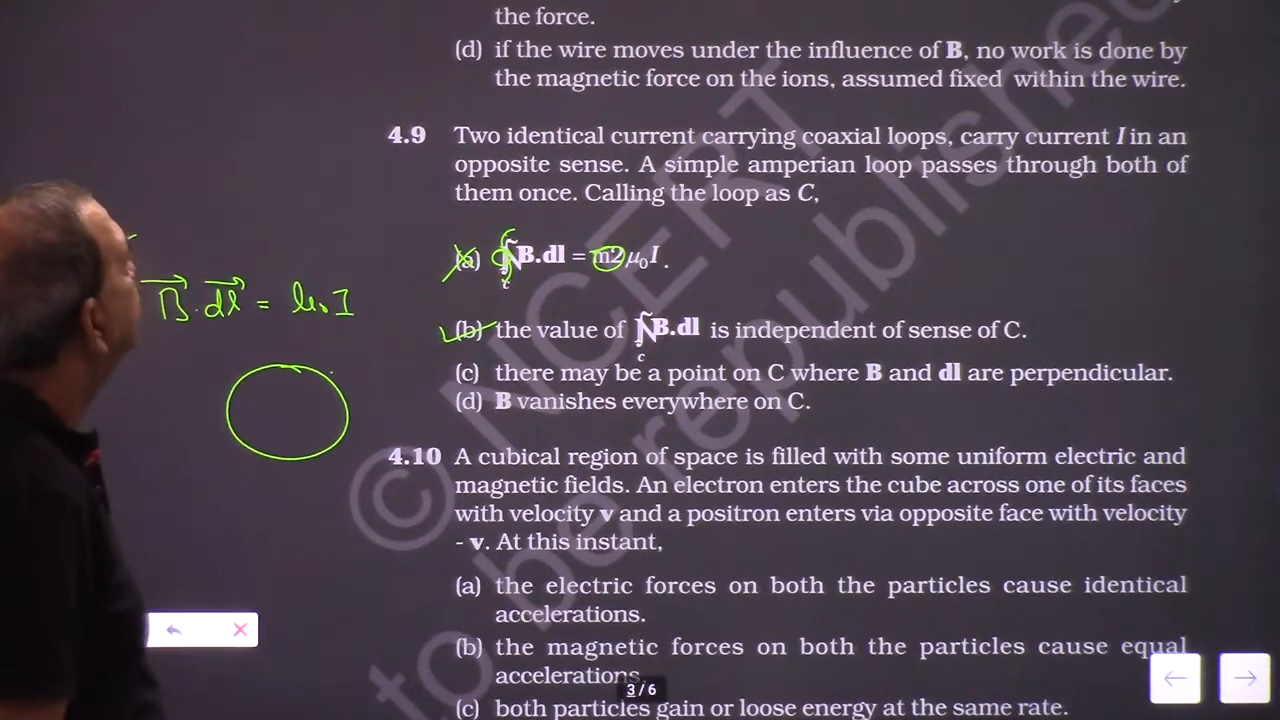 the force.
(d) if the wire moves under the influence of B, no work is done by
the magnetic force on the ions, assumed fixed within the wire.
4.9 Two identical current carrying coaxial loops, carry current I in an
opposite sense. A simple amperian loop passes through both of
them once. Calling the loop as C,
(a) ∮B.dl = m2μ₀I.
c
B.dl = μ₀I
(b) the value of ∮B.dl is independent of sense of C.
c
(c) there may be a point on C where B and dl are perpendicular.
(d) B vanishes everywhere on C.
4.10 A cubical region of space is filled with some uniform electric and
magnetic fields. An electron enters the cube across one of its faces
with velocity v and a positron enters via opposite face with velocity
- v. At this instant,
(a) the electric forces on both the particles cause identical
accelerations.
(b) the magnetic forces on both the particles cause equal
accelerations.
(c) both particles gain or loose energy at the same rate.
3 / 6
© NCERT
to be republished